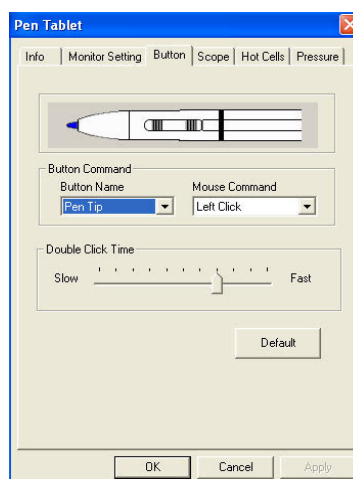 Pen Tablet
Info Monitor Setting Button Scope Hot Cells Pressure
Button Command
Button Name Mouse Command
Pen Tip Left Click
Double Click Time
Slow Fast
Default
OK Cancel Apply